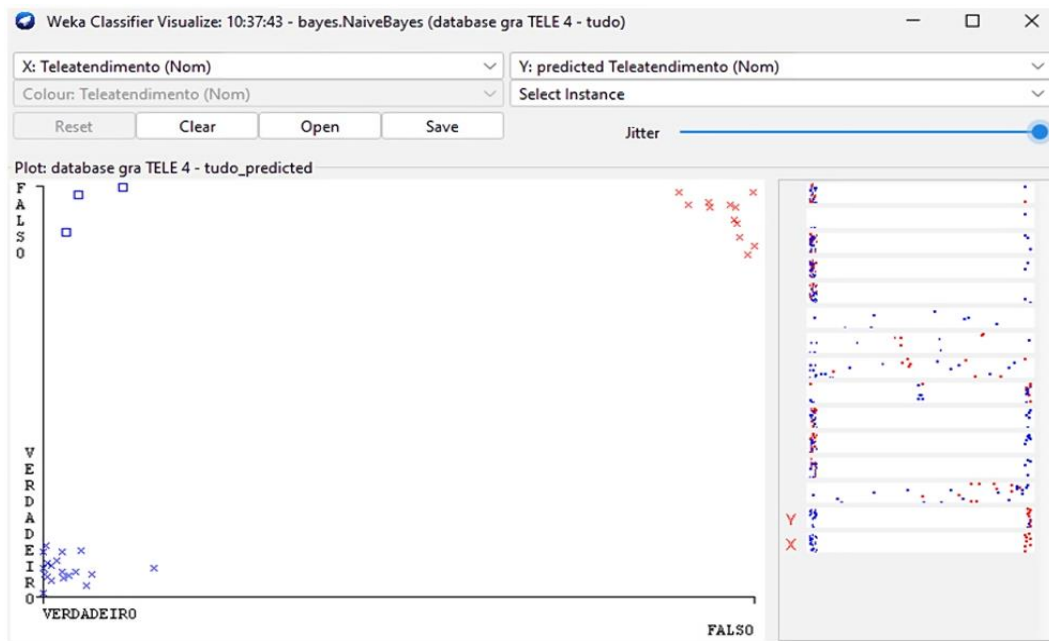 Weka Classifier Visualize: 10:37:43 - bayes.NaiveBayes (database gra TELE 4 - tudo)
X: Teleatendimento (Nom)
Y: predicted Teleatendimento (Nom)
Colour: Teleatendimento (Nom)
Select Instance
Reset
Clear
Open
Save
Jitter
Plot: database gra TELE 4 - tudo_predicted
FALSO
VERDADEIRO
VERDADEIRO
FALSO
Y
X